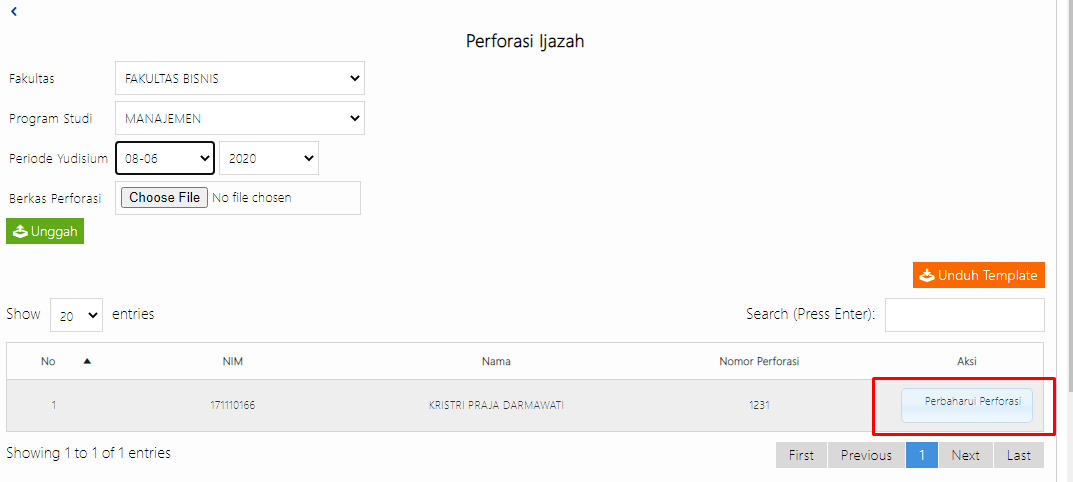 Perforasi Ijazah
Fakultas FAKULTAS BISNIS
Program Studi MANAJEMEN
Periode Yudisium 08-06 2020
Berkas Perforasi Choose File No file chosen
Unggah
Unduh Template
Show 20 entries Search (Press Enter):
No NIM Nama Nomor Perforasi Aksi
1 171110166 KRISTRI PRAJA DARMAWATI 1231 Perbaharui Perforasi
Showing 1 to 1 of 1 entries First Previous 1 Next Last